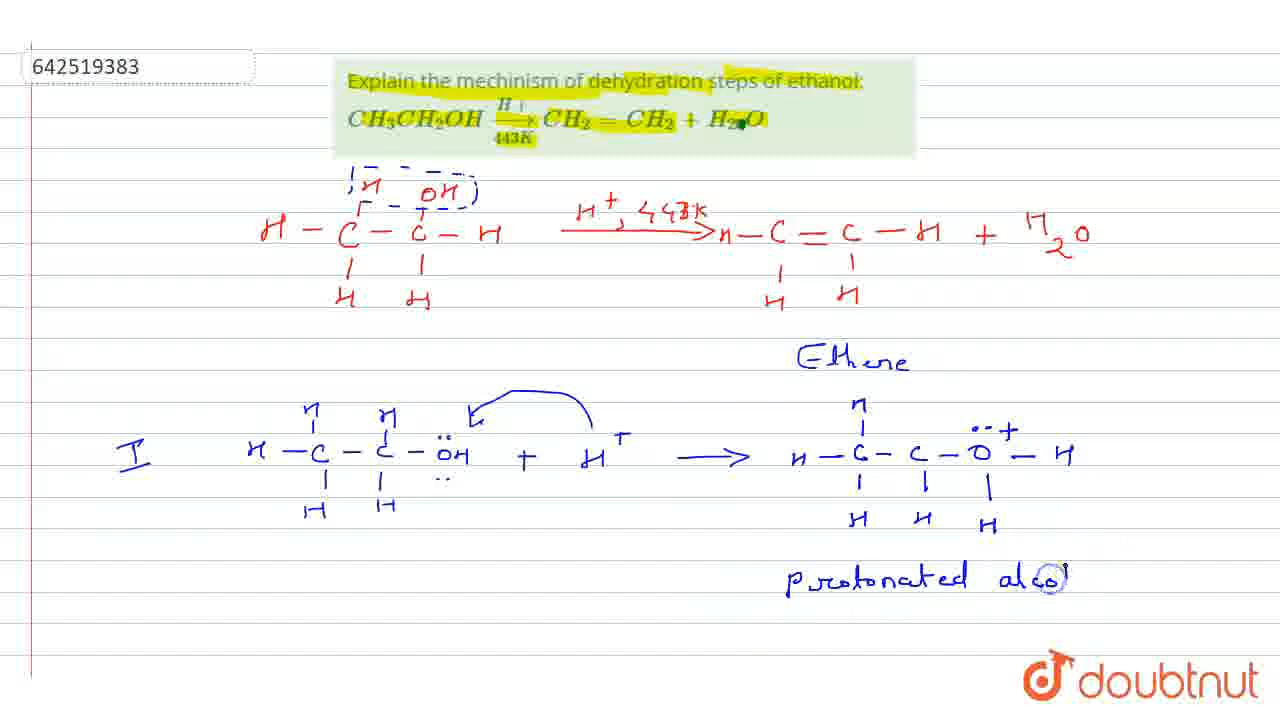 642519383
Explain the mechinism of dehydration steps of ethanol:
CH₃CH₂OH —H⁺/443K→ CH₂ = CH₂ + H₂O
H OH
H – C – C – H —H⁺, 443K→ H – C = C – H + H₂O
H H H H
Ethene
H H H
I H – C – C – ÖH + H⁺ ⟶ H – C – C – O⁺ – H
H H H H H
protonated alco
doubtnut